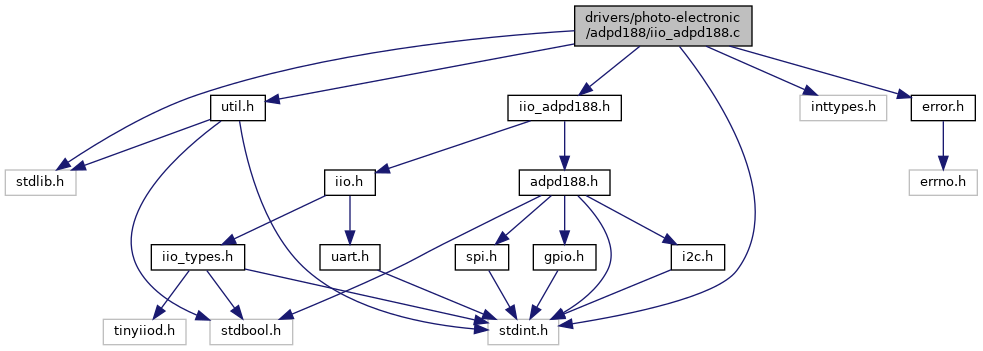 drivers/photo-electronic
/adpd188/iio_adpd188.c
util.h
iio_adpd188.h
inttypes.h
error.h
stdlib.h
iio.h
adpd188.h
errno.h
iio_types.h
uart.h
spi.h
gpio.h
i2c.h
tinyiiod.h
stdbool.h
stdint.h